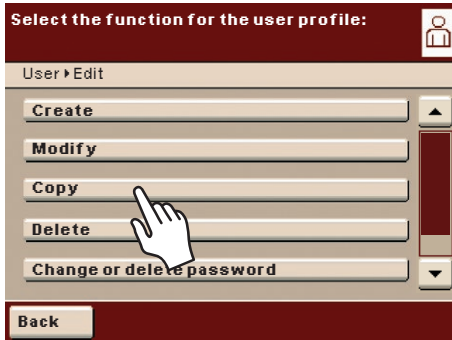 Select the function for the user profile:
User ▸ Edit
Create
Modify
Copy
Delete
Change or delete password
Back